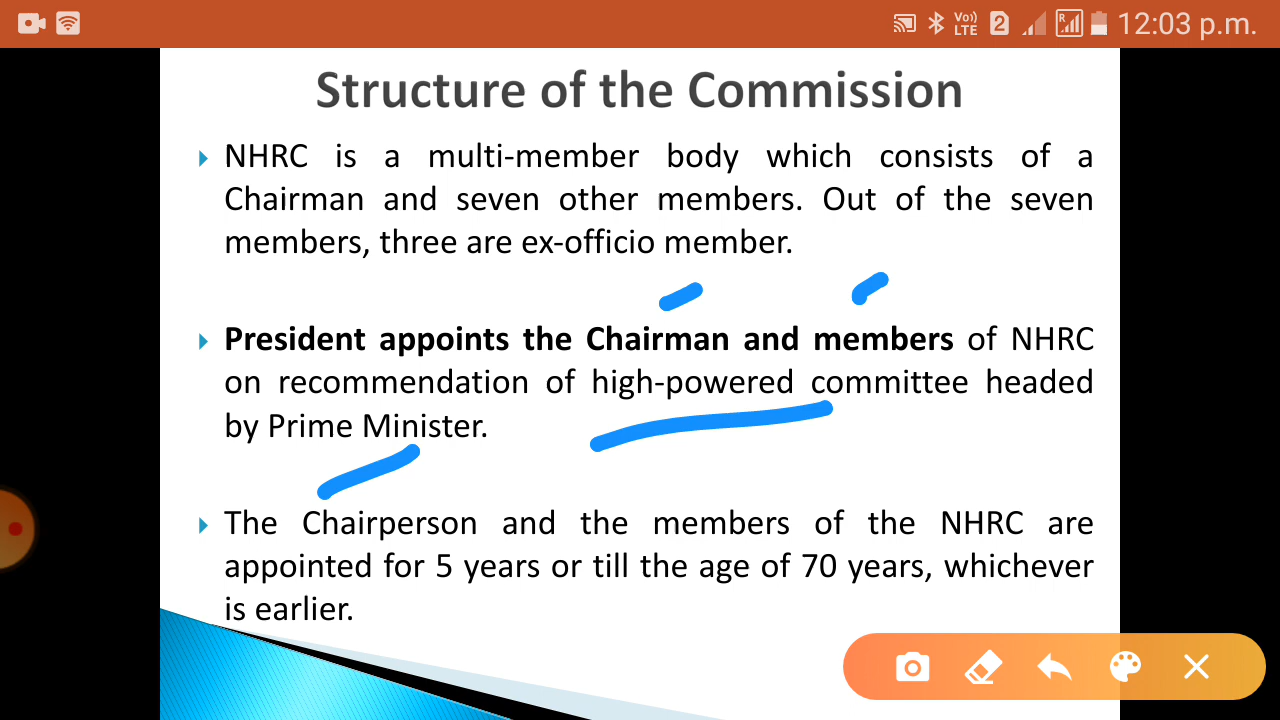 Vo) LTE 2 R 12:03 p.m.
Structure of the Commission
NHRC is a multi-member body which consists of a
Chairman and seven other members. Out of the seven
members, three are ex-officio member.
President appoints the Chairman and members of NHRC
on recommendation of high-powered committee headed
by Prime Minister.
The Chairperson and the members of the NHRC are
appointed for 5 years or till the age of 70 years, whichever
is earlier.